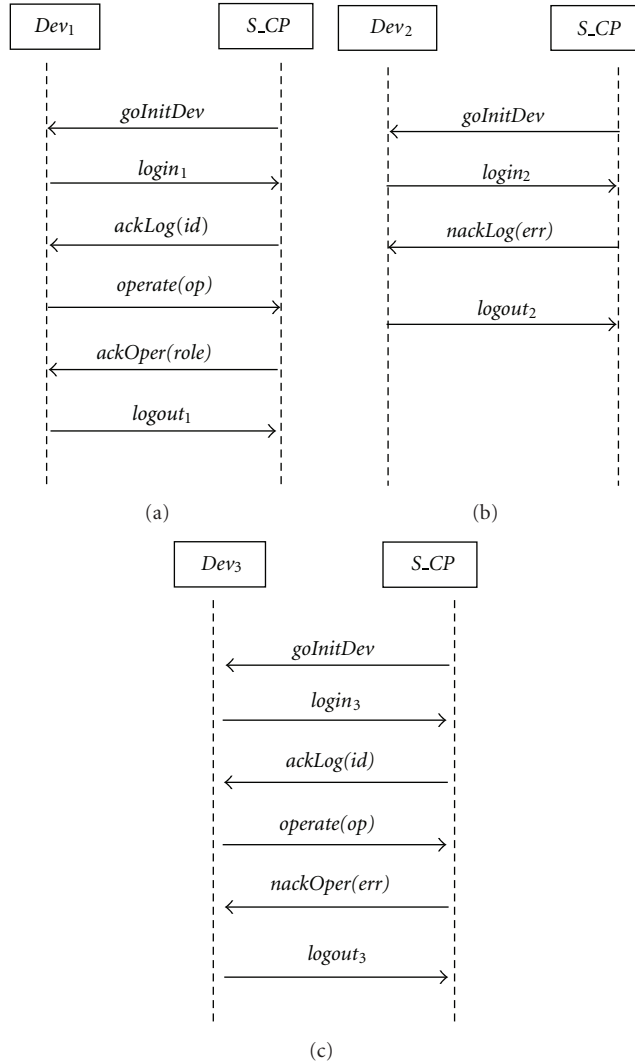 Dev₁ S_CP
goInitDev
login₁
ackLog(id)
operate(op)
ackOper(role)
logout₁
(a)
Dev₂ S_CP
goInitDev
login₂
nackLog(err)
logout₂
(b)
Dev₃ S_CP
goInitDev
login₃
ackLog(id)
operate(op)
nackOper(err)
logout₃
(c)